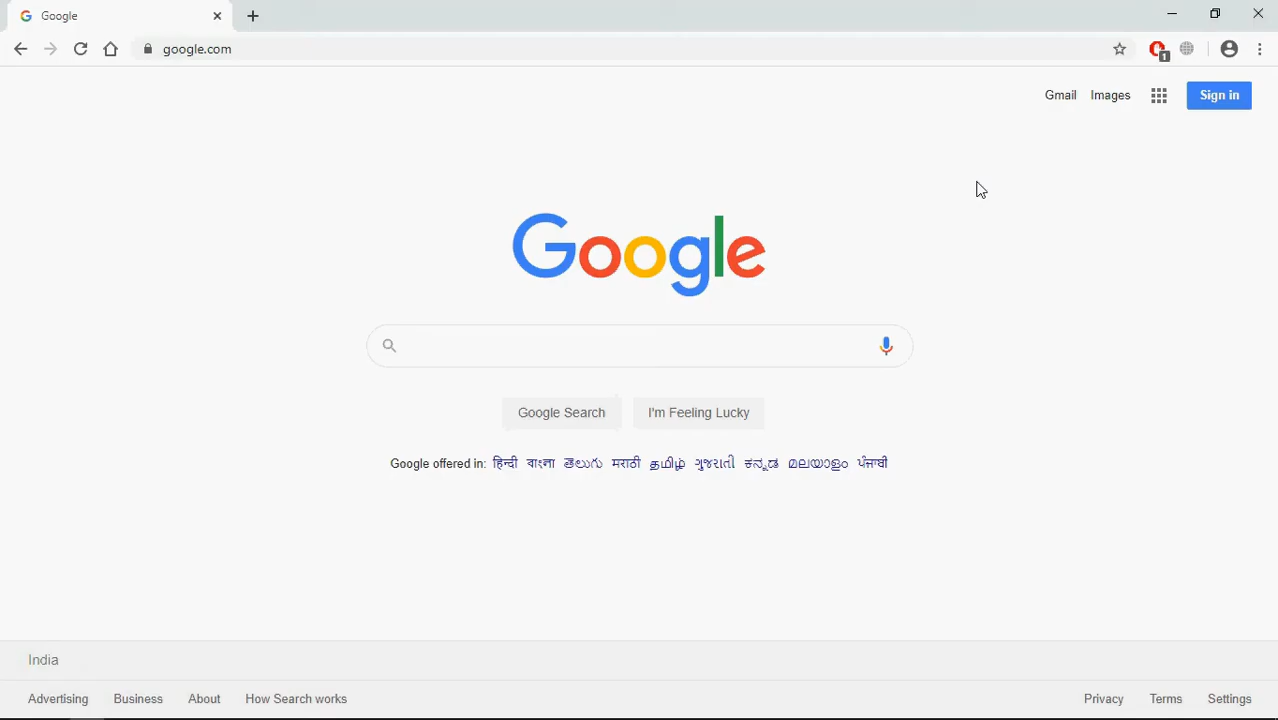 Google
google.com
1
Gmail Images Sign in
Google
Google Search I'm Feeling Lucky
Google offered in: हिन्दी বাংলা తెలుగు मराठी தமிழ் ગુજરાતી ಕನ್ನಡ മലയാളം ਪੰਜਾਬੀ
India
Advertising Business About How Search works Privacy Terms Settings